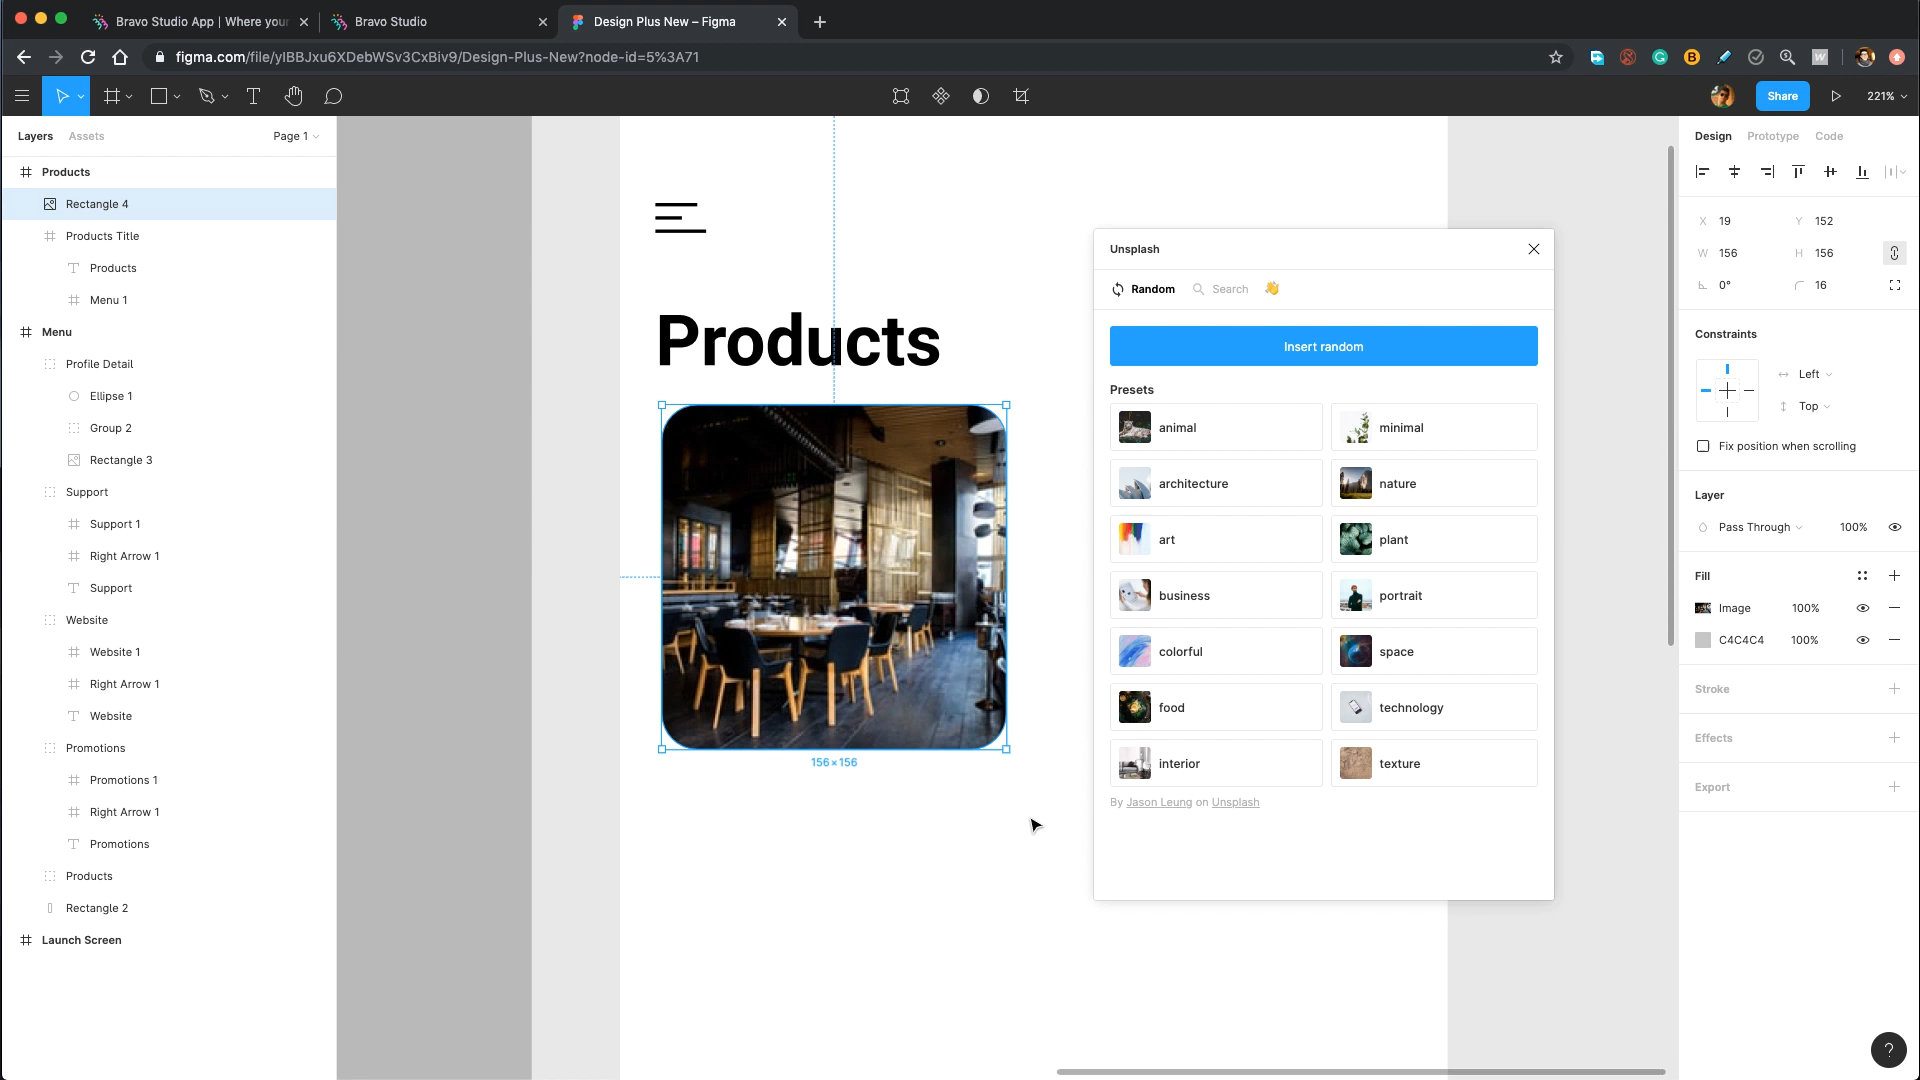 Bravo Studio App | Where your
Bravo Studio
Design Plus New – Figma
figma.com/file/yIBBJxu6XDebWSv3CxBiv9/Design-Plus-New?node-id=5%3A71
Share
221%
Layers
Assets
Page 1
Products
Rectangle 4
Products Title
Products
Menu 1
Menu
Profile Detail
Ellipse 1
Group 2
Rectangle 3
Support
Support 1
Right Arrow 1
Support
Website
Website 1
Right Arrow 1
Website
Promotions
Promotions 1
Right Arrow 1
Promotions
Products
Rectangle 2
Launch Screen
Products
156 × 156
Unsplash
Random
Search
Insert random
Presets
animal
minimal
architecture
nature
art
plant
business
portrait
colorful
space
food
technology
interior
texture
By Jason Leung on Unsplash
Design
Prototype
Code
X 19
Y 152
W 156
H 156
0°
16
Constraints
Left
Top
Fix position when scrolling
Layer
Pass Through
100%
Fill
Image
100%
C4C4C4
100%
Stroke
Effects
Export
?